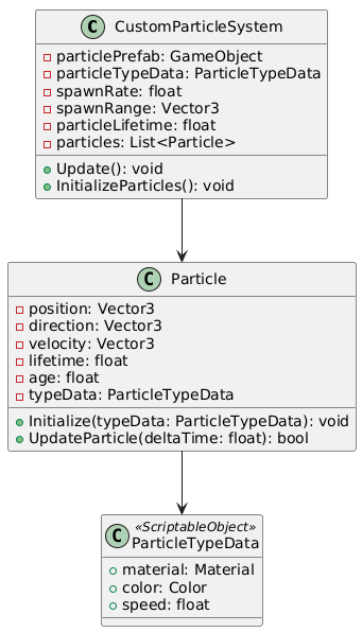 C CustomParticleSystem
particlePrefab: GameObject
particleTypeData: ParticleTypeData
spawnRate: float
spawnRange: Vector3
particleLifetime: float
particles: List<Particle>
Update(): void
InitializeParticles(): void
C Particle
position: Vector3
direction: Vector3
velocity: Vector3
lifetime: float
age: float
typeData: ParticleTypeData
Initialize(typeData: ParticleTypeData): void
UpdateParticle(deltaTime: float): bool
«ScriptableObject»
C ParticleTypeData
material: Material
color: Color
speed: float